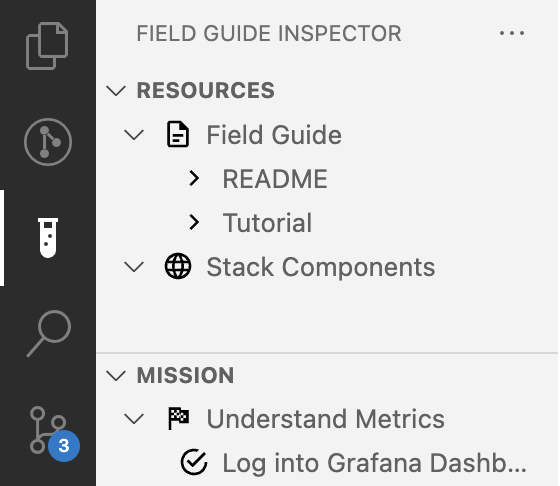 FIELD GUIDE INSPECTOR
RESOURCES
Field Guide
README
Tutorial
Stack Components
MISSION
Understand Metrics
3
Log into Grafana Dashb...